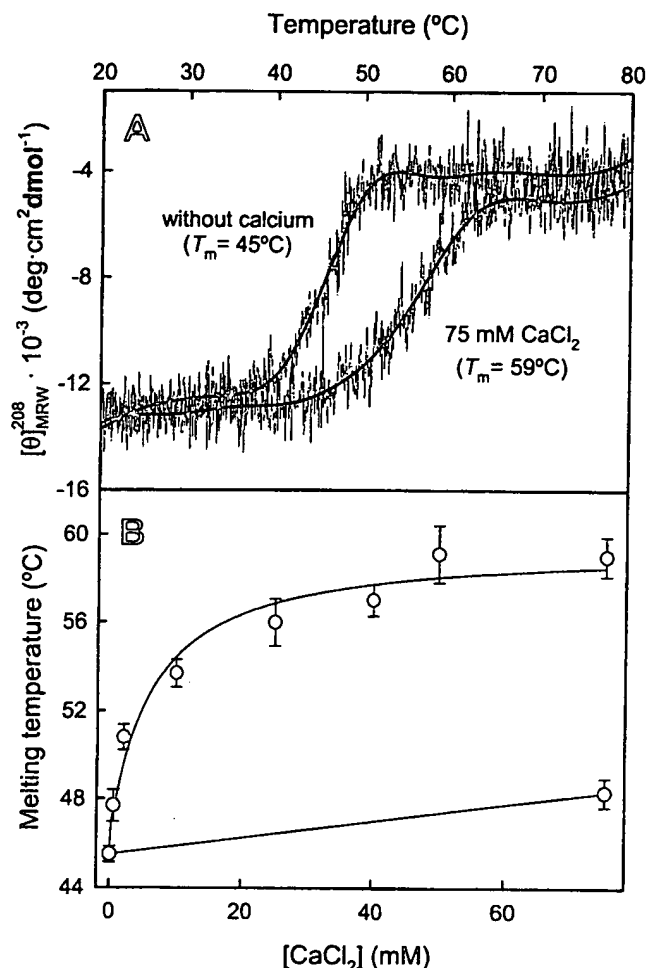 Temperature (ºC)
20 30 40 50 60 70 80
A
-4
without calcium
(Tm= 45ºC)
-8
75 mM CaCl2
(Tm= 59ºC)
-12
-16
[θ]208MRW · 10-3 (deg·cm2dmol-1)
B
60
56
52
48
44
Melting temperature (ºC)
0 20 40 60
[CaCl2] (mM)